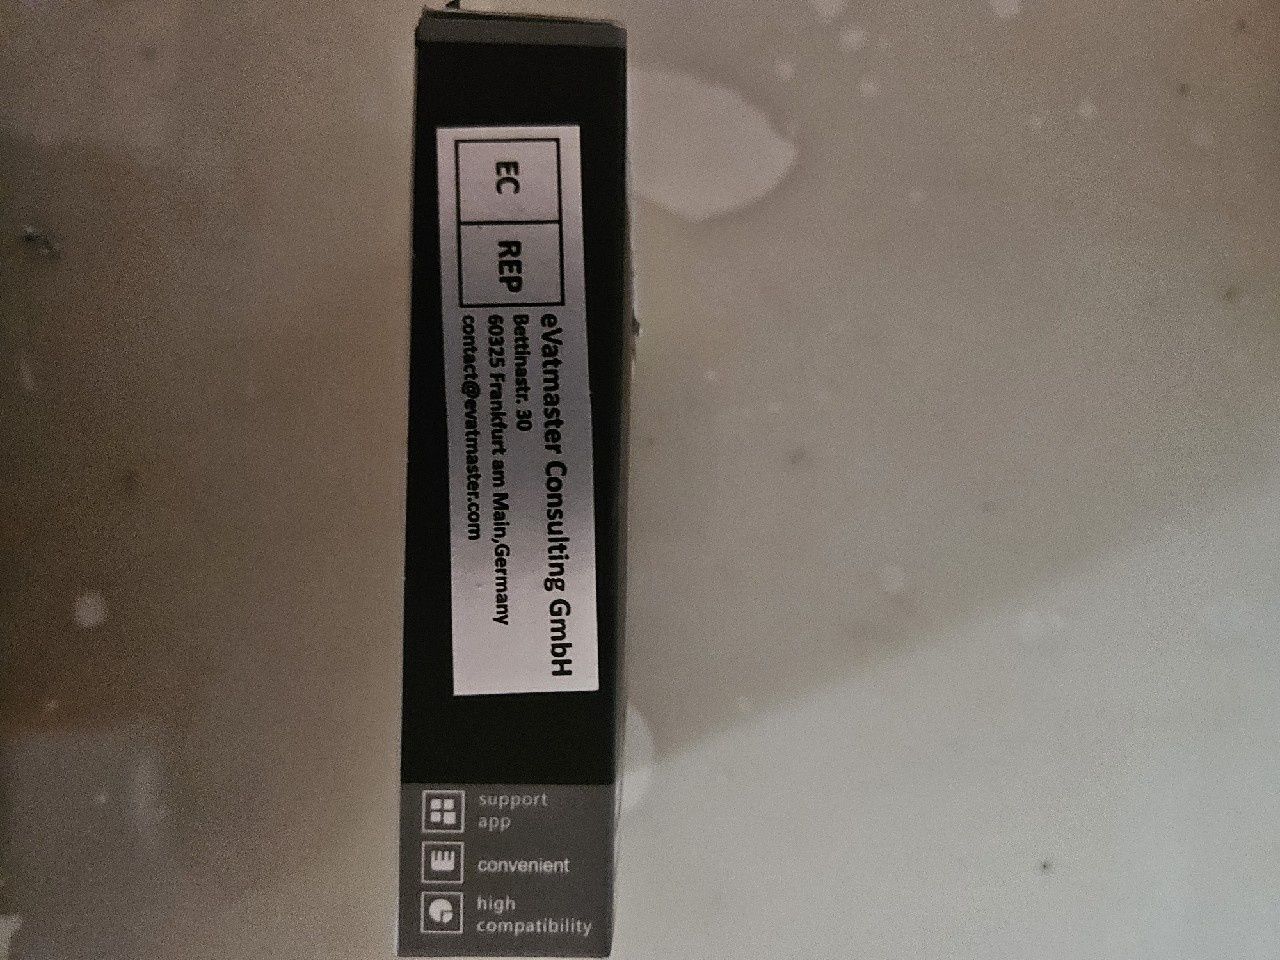 EC REP
eVatmaster Consulting GmbH
Bettinastr. 30
60325 Frankfurt am Main,Germany
contact@evatmaster.com
support
app
convenient
high
compatibility